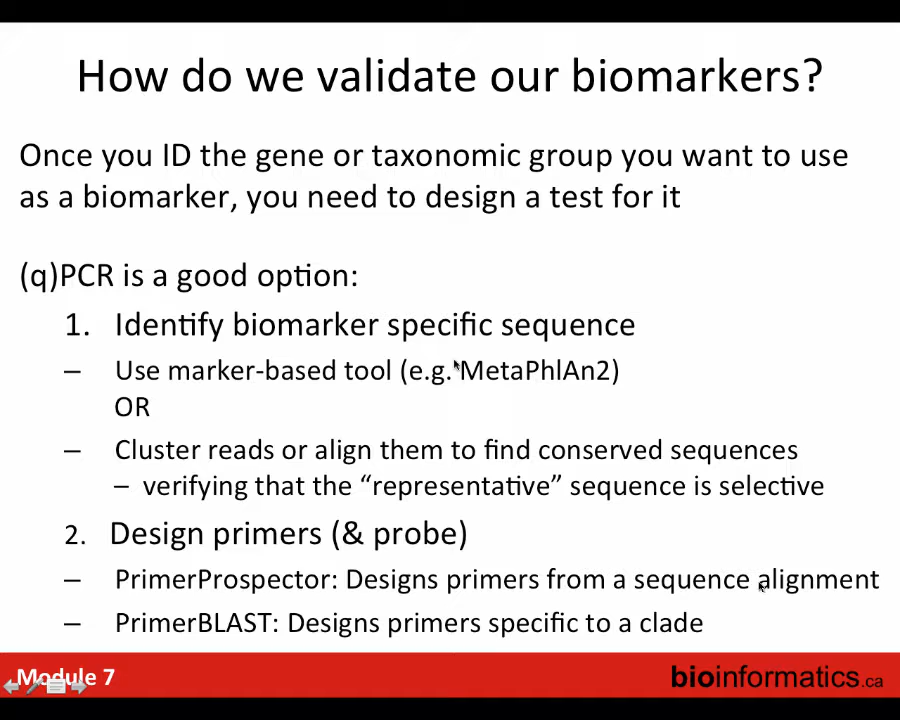 How do we validate our biomarkers?
Once you ID the gene or taxonomic group you want to use
as a biomarker, you need to design a test for it
(q)PCR is a good option:
1. Identify biomarker specific sequence
– Use marker-based tool (e.g. MetaPhlAn2)
OR
– Cluster reads or align them to find conserved sequences
– verifying that the “representative” sequence is selective
2. Design primers (& probe)
– PrimerProspector: Designs primers from a sequence alignment
– PrimerBLAST: Designs primers specific to a clade
Module 7
bioinformatics.ca